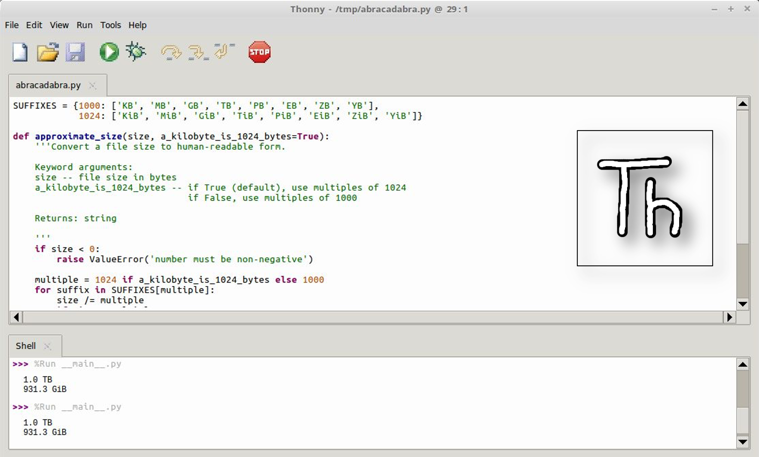 Thonny - /tmp/abracadabra.py @ 29 : 1
File Edit View Run Tools Help
STOP
abracadabra.py
SUFFIXES = {1000: ['KB', 'MB', 'GB', 'TB', 'PB', 'EB', 'ZB', 'YB'],
            1024: ['KiB', 'MiB', 'GiB', 'TiB', 'PiB', 'EiB', 'ZiB', 'YiB']}
def approximate_size(size, a_kilobyte_is_1024_bytes=True):
    '''Convert a file size to human-readable form.
    Keyword arguments:
    size -- file size in bytes
    a_kilobyte_is_1024_bytes -- if True (default), use multiples of 1024
                                if False, use multiples of 1000
    Returns: string
    '''
    if size < 0:
        raise ValueError('number must be non-negative')
    multiple = 1024 if a_kilobyte_is_1024_bytes else 1000
    for suffix in SUFFIXES[multiple]:
        size /= multiple
Th
Shell
>>> %Run __main__.py
1.0 TB
931.3 GiB
>>> %Run __main__.py
1.0 TB
931.3 GiB